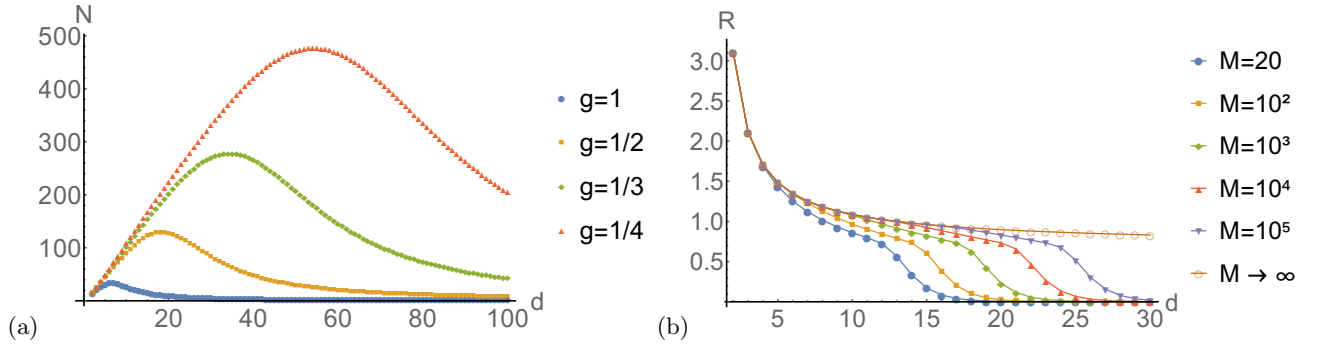 N
500
400
300
200
100
20
40
60
80
100
d
g=1
g=1/2
g=1/3
g=1/4
(a)
R
3.0
2.5
2.0
1.5
1.0
0.5
5
10
15
20
25
30
d
M=20
M=10²
M=10³
M=10⁴
M=10⁵
M → ∞
(b)